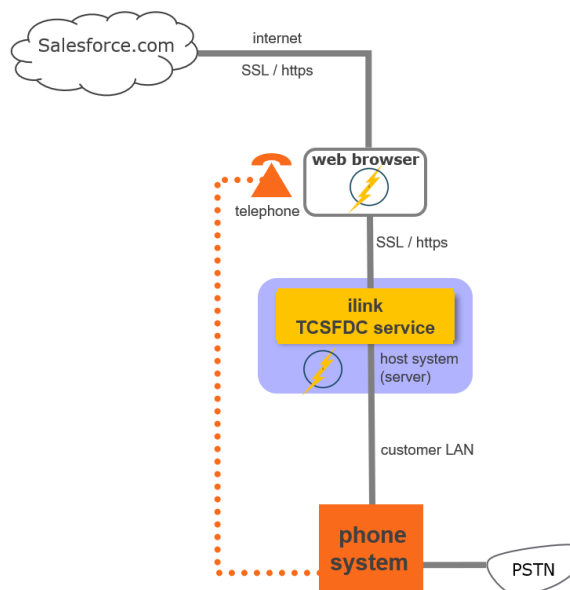 Salesforce.com
internet
SSL / https
web browser
telephone
SSL / https
ilink
TCSFDC service
host system
(server)
customer LAN
phone
system
PSTN